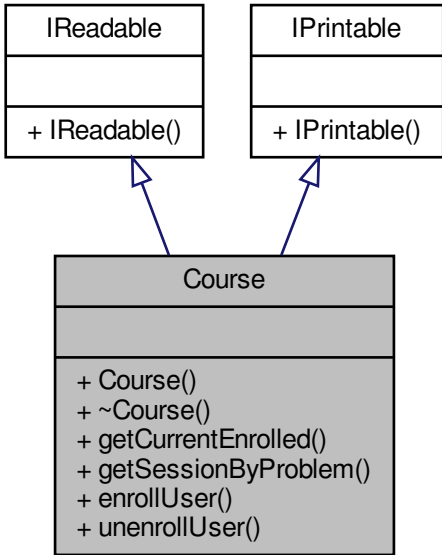 IReadable
+ IReadable()
IPrintable
+ IPrintable()
Course
+ Course()
+ ~Course()
+ getCurrentEnrolled()
+ getSessionByProblem()
+ enrollUser()
+ unenrollUser()